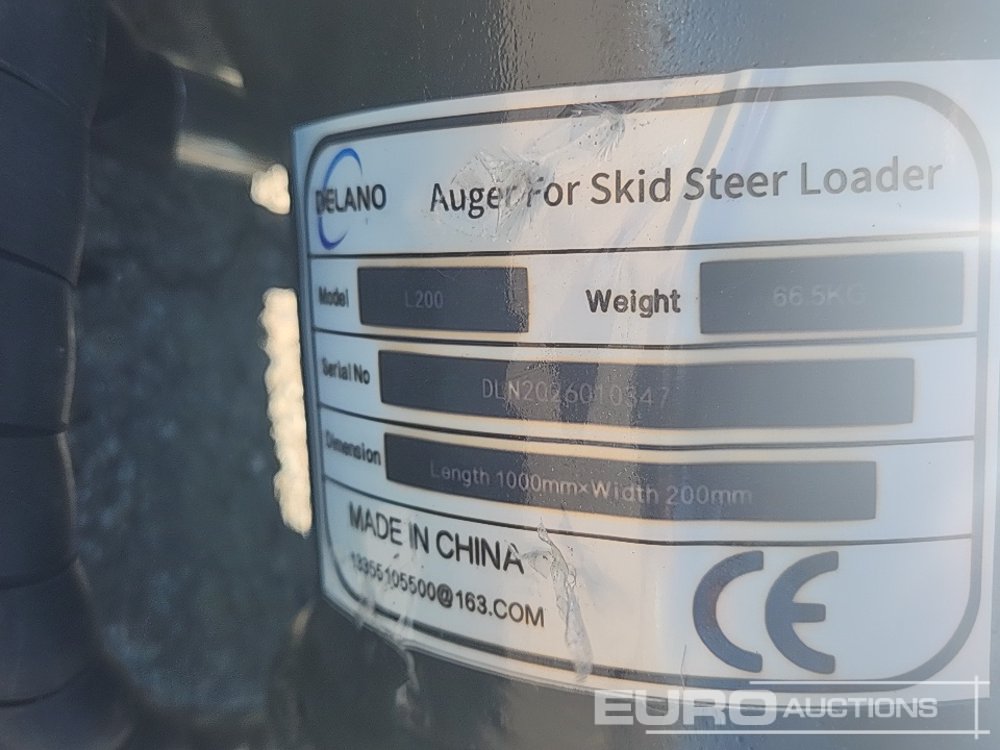 DELANO Auger For Skid Steer Loader
Model L200 Weight 66.5KG
Serial No DLN2026010347
Dimension Length 1000mm×Width 200mm
MADE IN CHINA
13355105500@163.COM
CE
EURO AUCTIONS